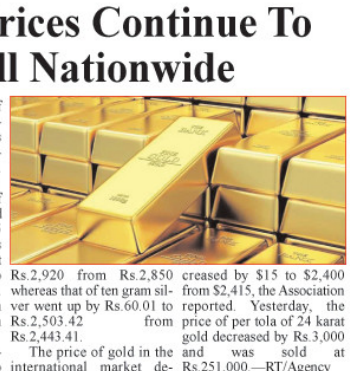 rices Continue To
ll Nationwide
Rs.2,920 from Rs.2,850
whereas that of ten gram sil-
ver went up by Rs.60.01 to
Rs.2,503.42 from
Rs.2,443.41.
The price of gold in the
international market de-
creased by $15 to $2,400
from $2,415, the Association
reported. Yesterday, the
price of per tola of 24 karat
gold decreased by Rs.3,000
and was sold at
Rs.251,000.—RT/Agency